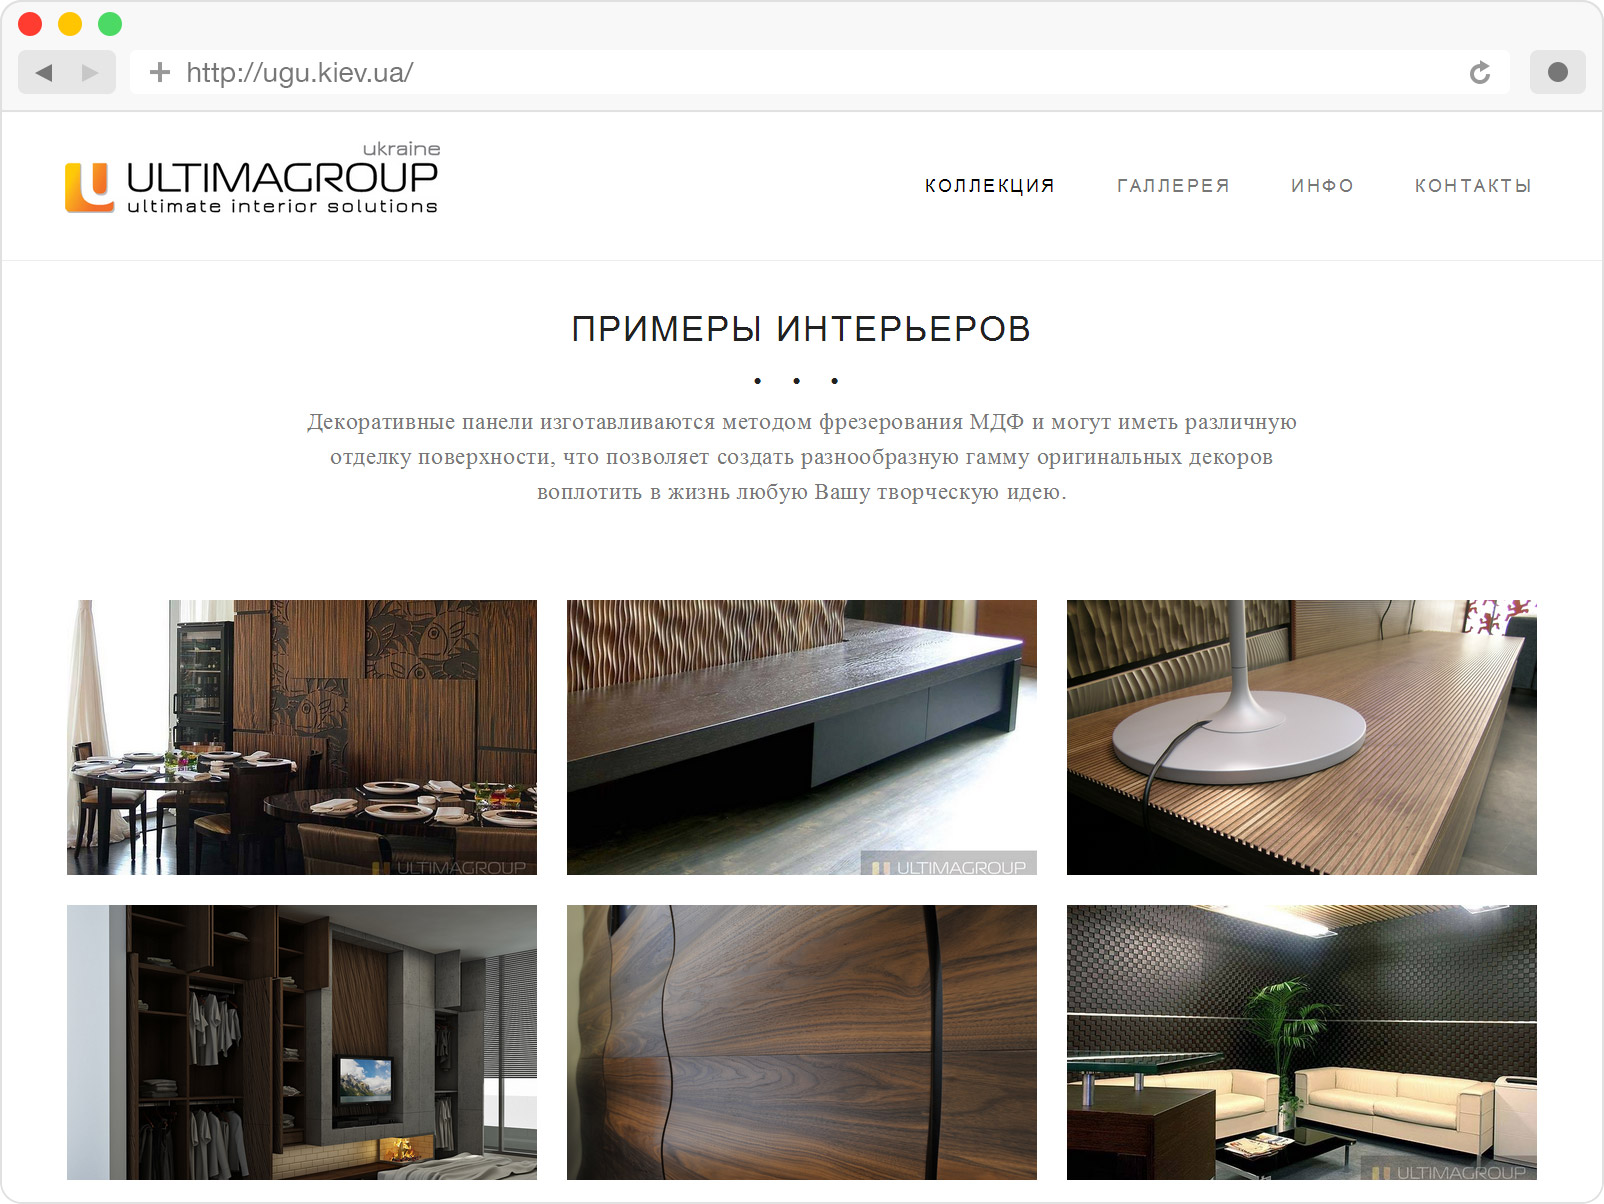 http://ugu.kiev.ua/
ukraine
ULTIMAGROUP
ultimate interior solutions
КОЛЛЕКЦИЯ
ГАЛЛЕРЕЯ
ИНФО
КОНТАКТЫ
ПРИМЕРЫ ИНТЕРЬЕРОВ
• • •
Декоративные панели изготавливаются методом фрезерования МДФ и могут иметь различную
отделку поверхности, что позволяет создать разнообразную гамму оригинальных декоров
воплотить в жизнь любую Вашу творческую идею.
ULTIMAGROUP
ULTIMAGROUP
ULTIMAGROUP